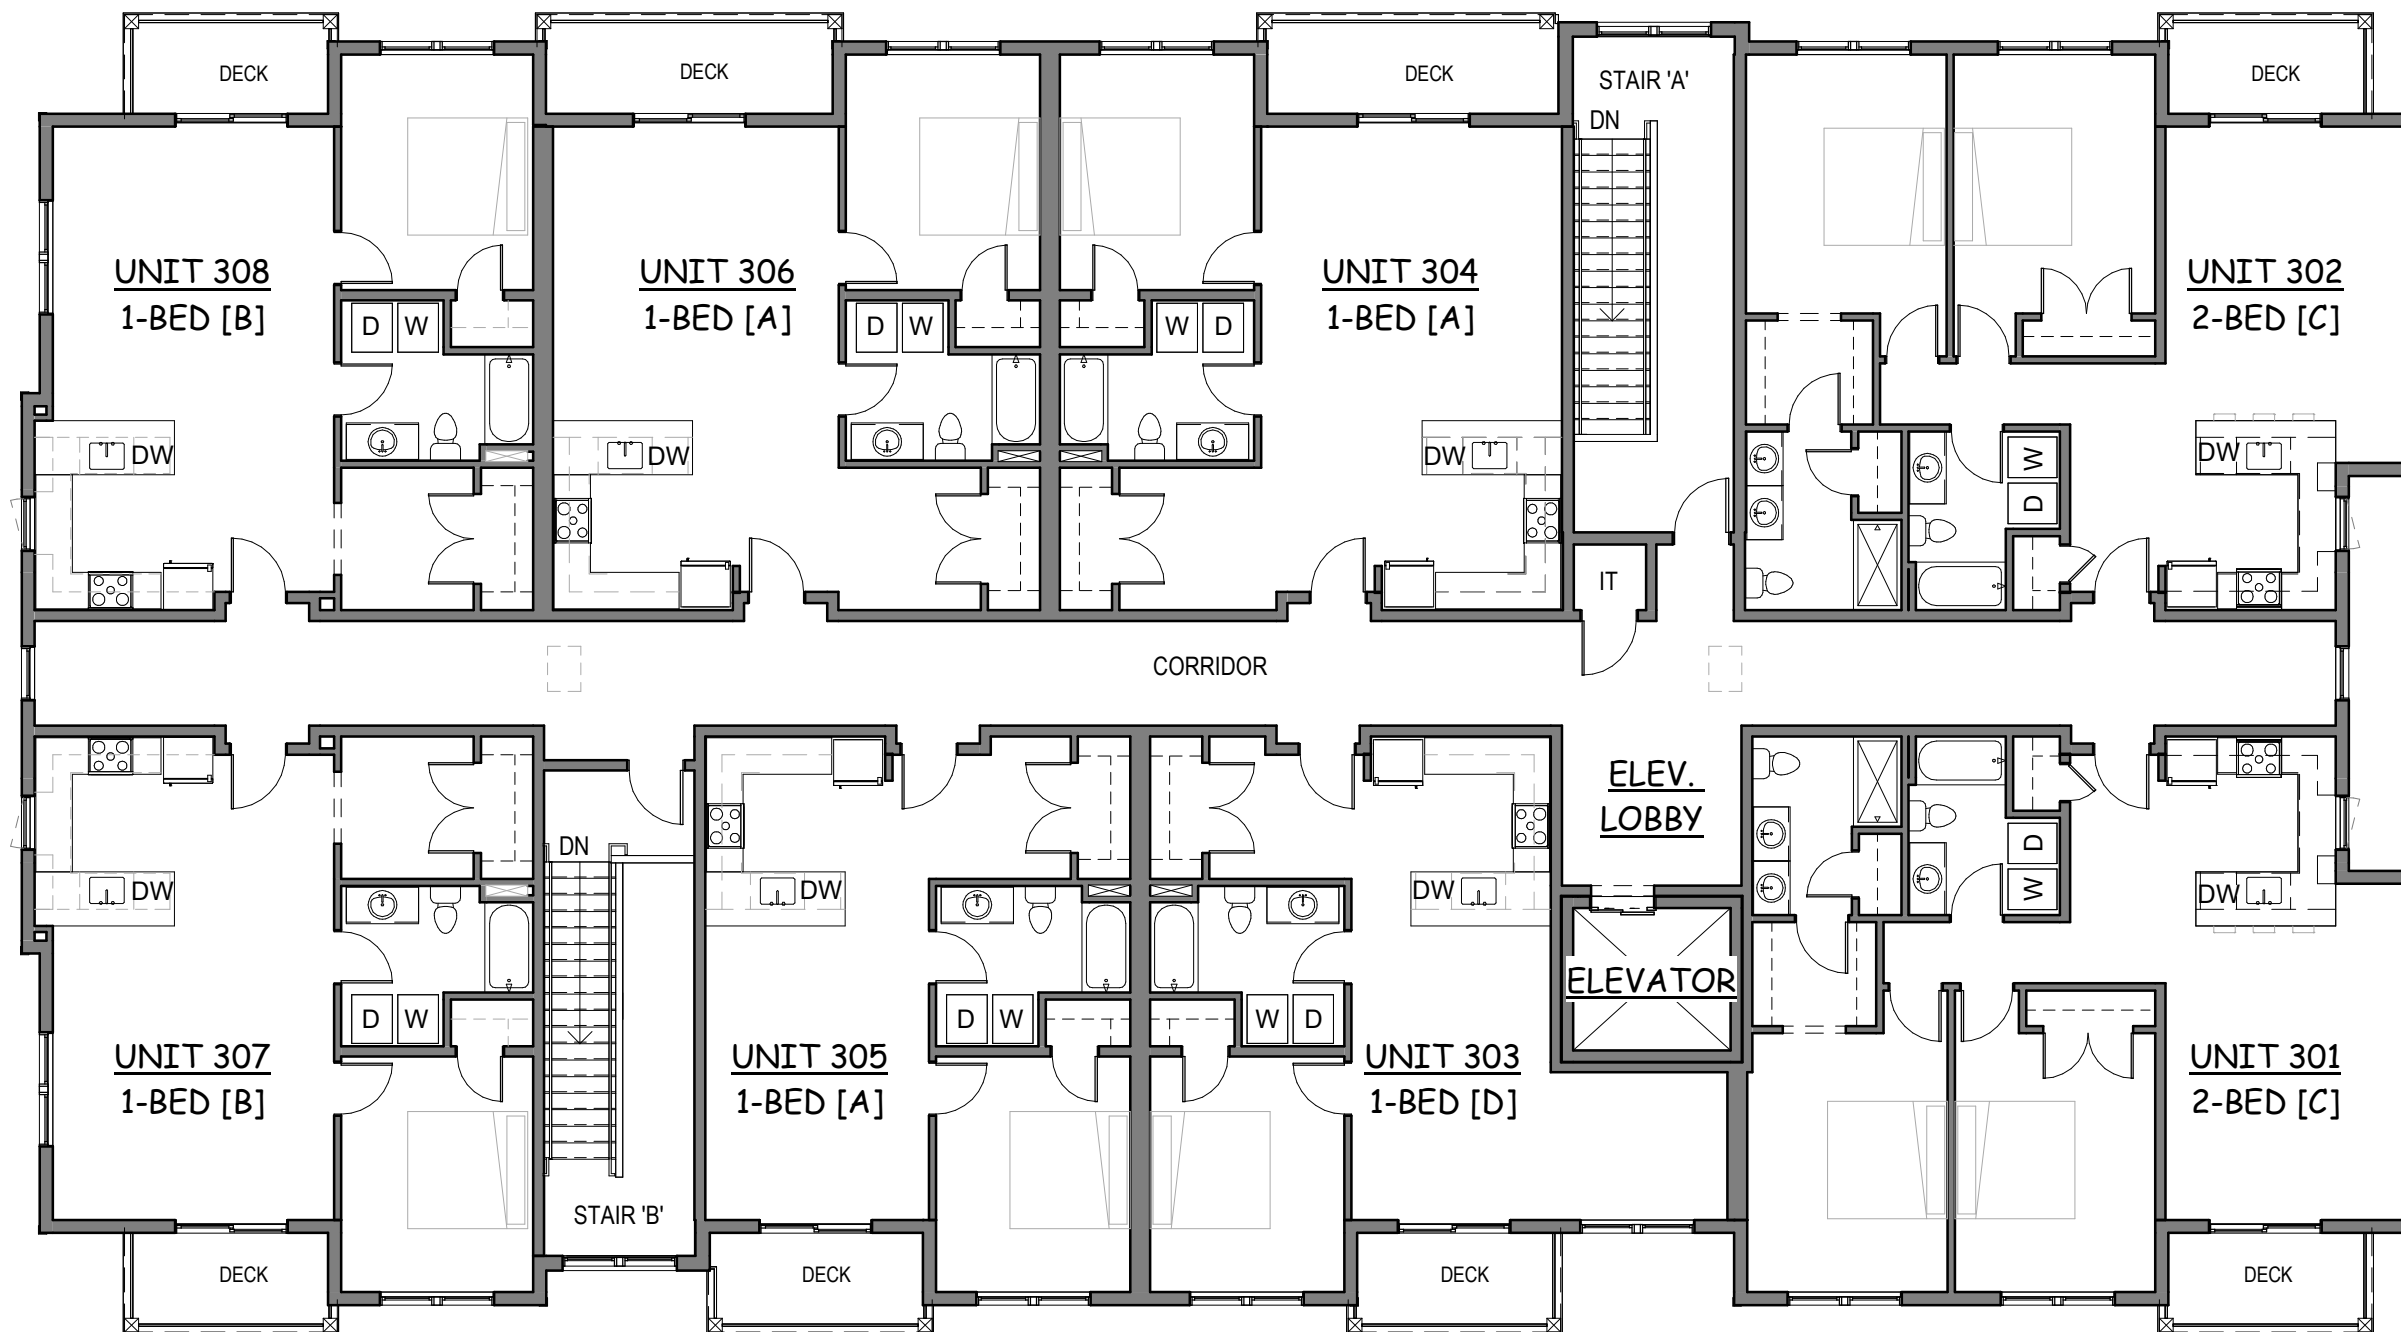 DECK
DECK
DECK
DECK
STAIR 'A'
DN
UNIT 308
1-BED [B]
UNIT 306
1-BED [A]
UNIT 304
1-BED [A]
UNIT 302
2-BED [C]
D W
D W
W D
DW
DW
DW
DW
W
D
IT
CORRIDOR
ELEV.
LOBBY
DN
D
W
DW
DW
DW
DW
ELEVATOR
D W
D W
W D
UNIT 307
1-BED [B]
UNIT 305
1-BED [A]
UNIT 303
1-BED [D]
UNIT 301
2-BED [C]
STAIR 'B'
DECK
DECK
DECK
DECK